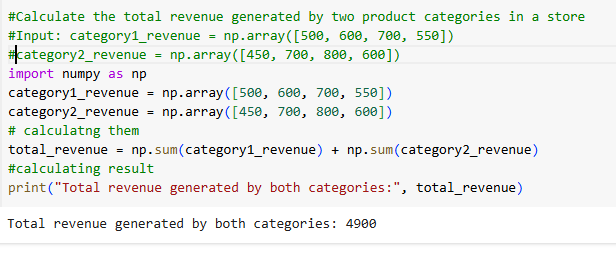 #Calculate the total revenue generated by two product categories in a store
#Input: category1_revenue = np.array([500, 600, 700, 550])
#category2_revenue = np.array([450, 700, 800, 600])
import numpy as np
category1_revenue = np.array([500, 600, 700, 550])
category2_revenue = np.array([450, 700, 800, 600])
# calculatng them
total_revenue = np.sum(category1_revenue) + np.sum(category2_revenue)
#calculating result
print("Total revenue generated by both categories:", total_revenue)
Total revenue generated by both categories: 4900